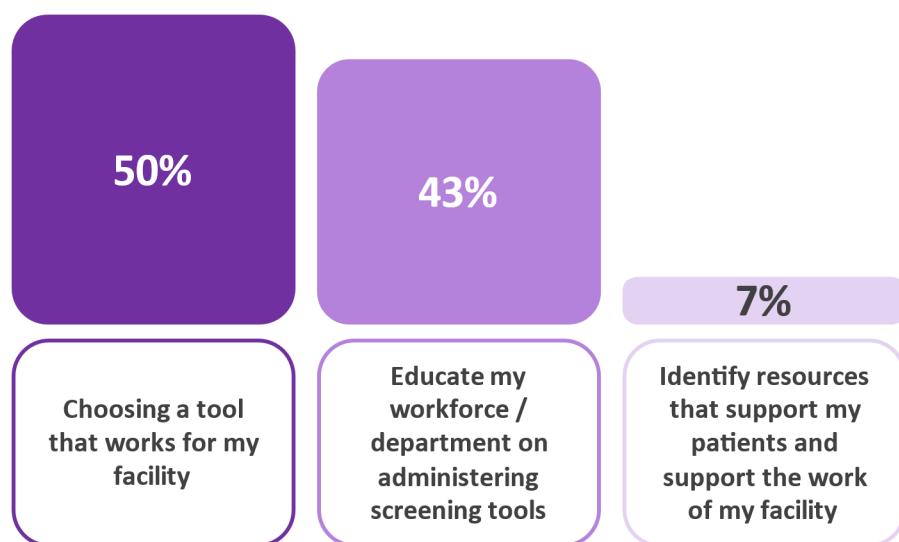 50%
43%
7%
Choosing a tool
that works for my
facility
Educate my
workforce /
department on
administering
screening tools
Identify resources
that support my
patients and
support the work
of my facility